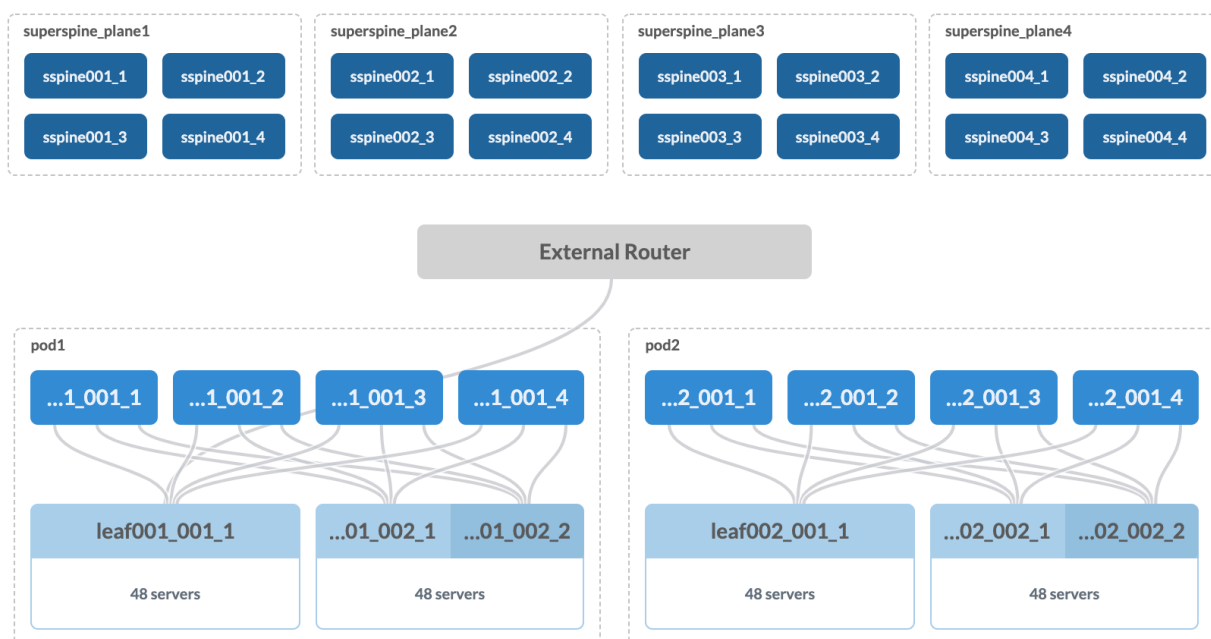 superspine_plane1 superspine_plane2 superspine_plane3 superspine_plane4
sspine001_1 sspine001_2 sspine002_1 sspine002_2 sspine003_1 sspine003_2 sspine004_1 sspine004_2
sspine001_3 sspine001_4 sspine002_3 sspine002_4 sspine003_3 sspine003_4 sspine004_3 sspine004_4
External Router
pod1 pod2
...1_001_1 ...1_001_2 ...1_001_3 ...1_001_4 ...2_001_1 ...2_001_2 ...2_001_3 ...2_001_4
leaf001_001_1 ...01_002_1 ...01_002_2 leaf002_001_1 ...02_002_1 ...02_002_2
48 servers 48 servers 48 servers 48 servers